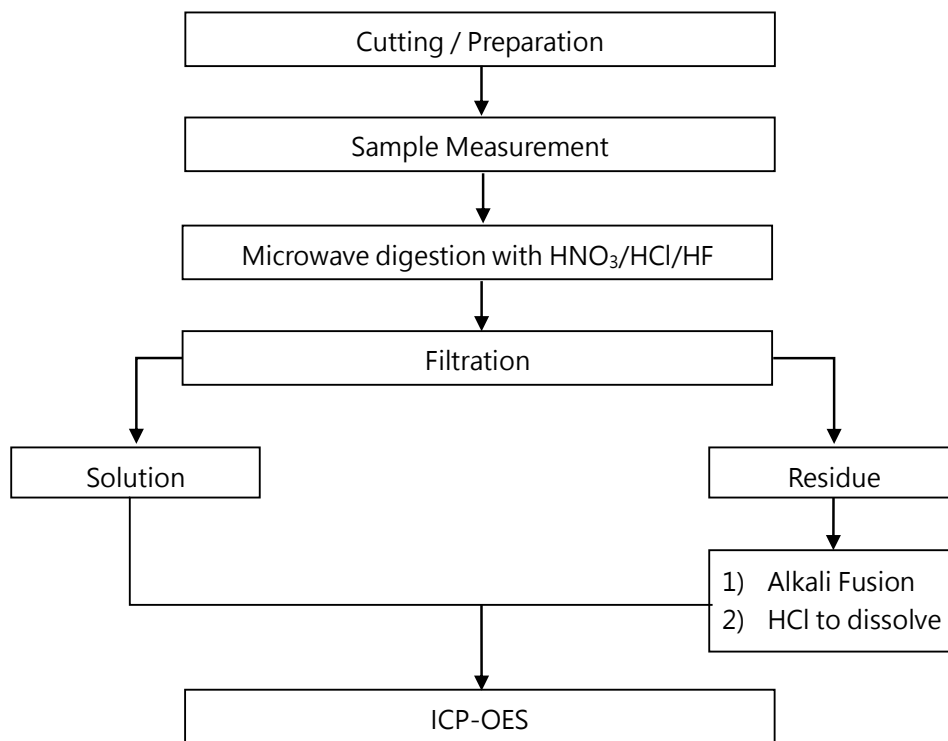 Cutting / Preparation
Sample Measurement
Microwave digestion with HNO₃/HCl/HF
Filtration
Solution
Residue
1) Alkali Fusion
2) HCl to dissolve
ICP-OES